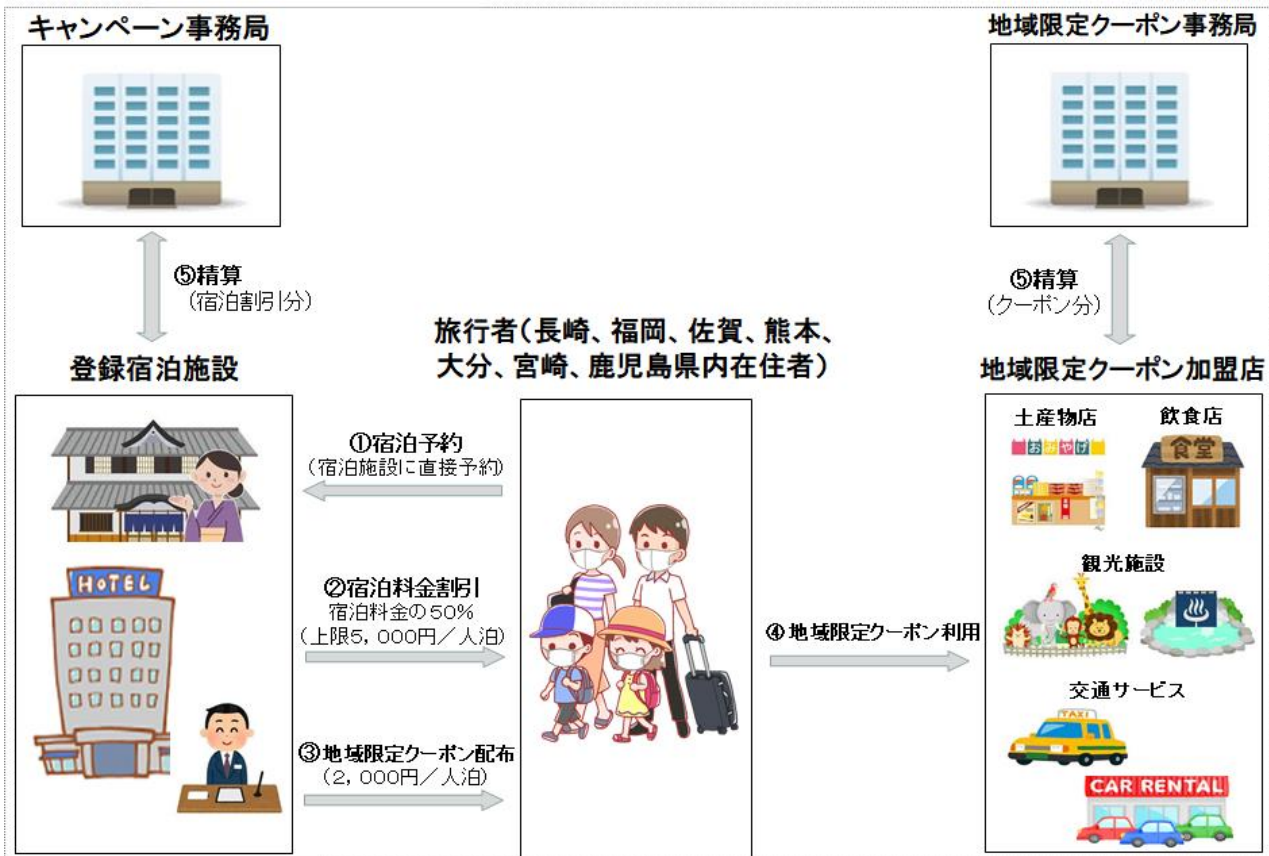 キャンペーン事務局
地域限定クーポン事務局
⑤精算
(宿泊割引分)
⑤精算
(クーポン分)
旅行者(長崎、福岡、佐賀、熊本、
大分、宮崎、鹿児島県内在住者)
登録宿泊施設
地域限定クーポン加盟店
①宿泊予約
(宿泊施設に直接予約)
②宿泊料金割引
宿泊料金の50%
(上限5,000円/人泊)
③地域限定クーポン配布
(2,000円/人泊)
④地域限定クーポン利用
HOTEL
土産物店
おみやげ
飲食店
食堂
観光施設
交通サービス
TAXI
CAR RENTAL